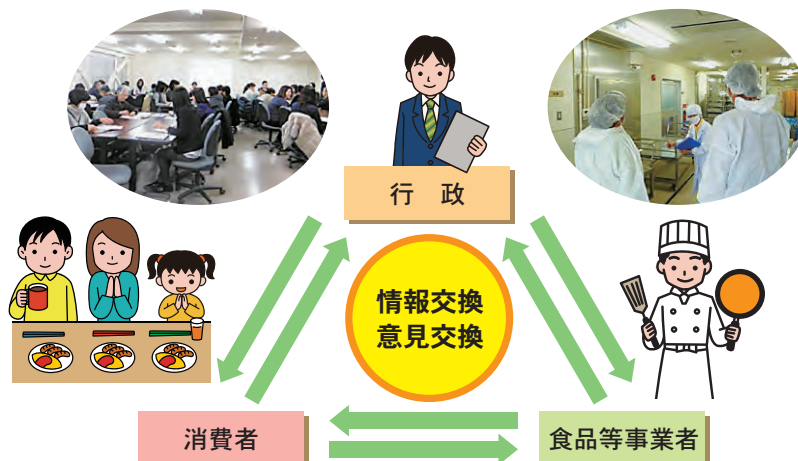 行 政
情報交換
意見交換
消費者
食品等事業者